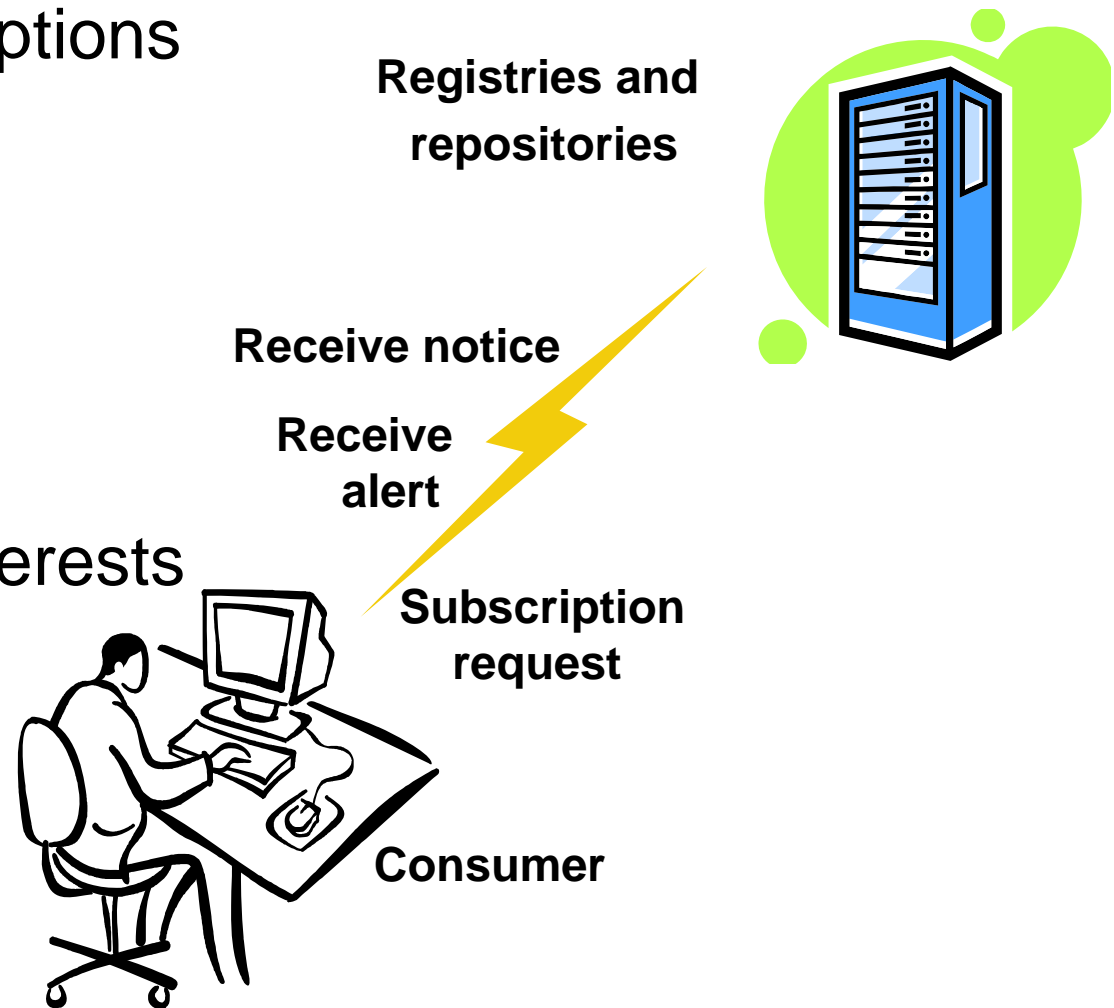 ptions
Registries and
repositories
Receive notice
Receive
alert
erests
Subscription
request
Consumer